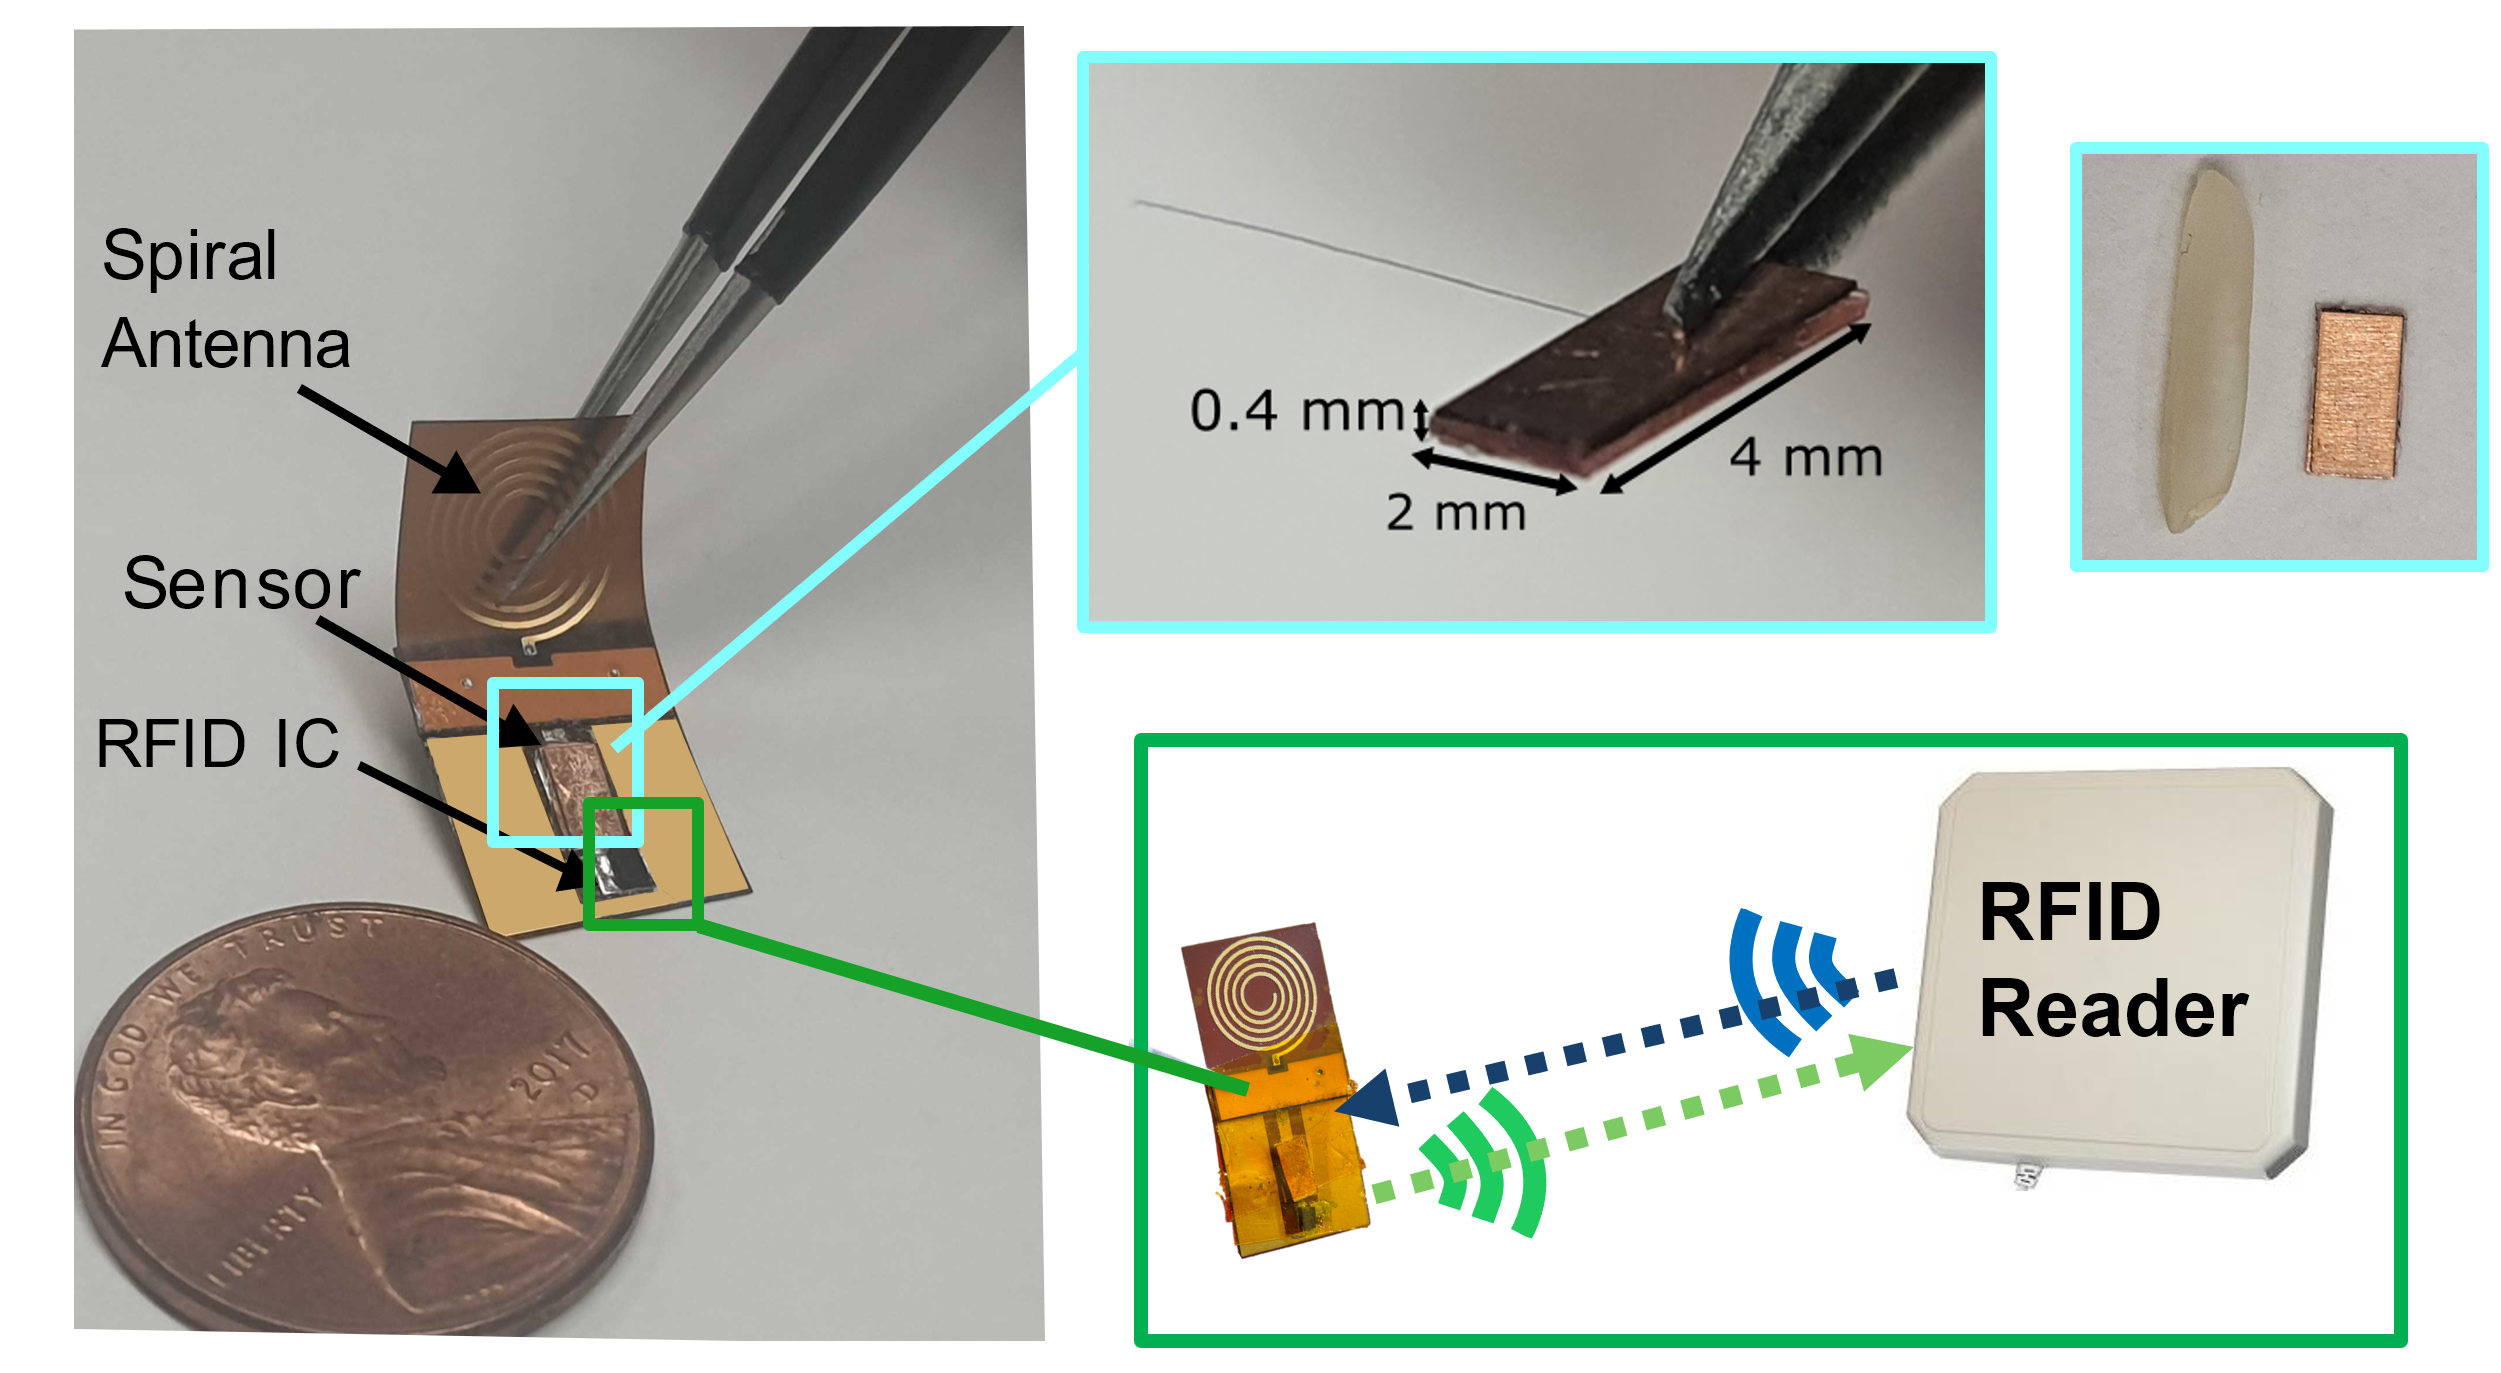 Spiral
Antenna
Sensor
RFID IC
IN GOD WE TRUST
LIBERTY
2017
D
0.4 mm
2 mm
4 mm
RFID
Reader